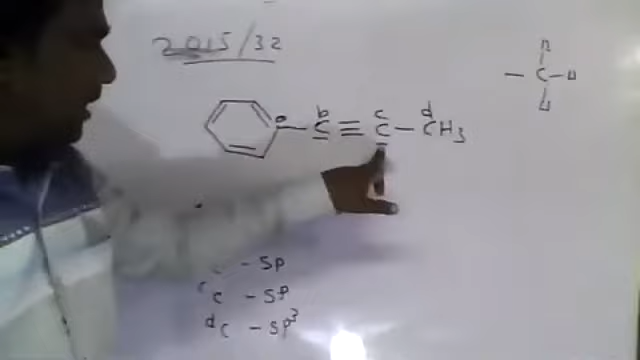 2015/32
b c d
C ≡ C - CH3
C
- SP
C C - SP
d C - SP³